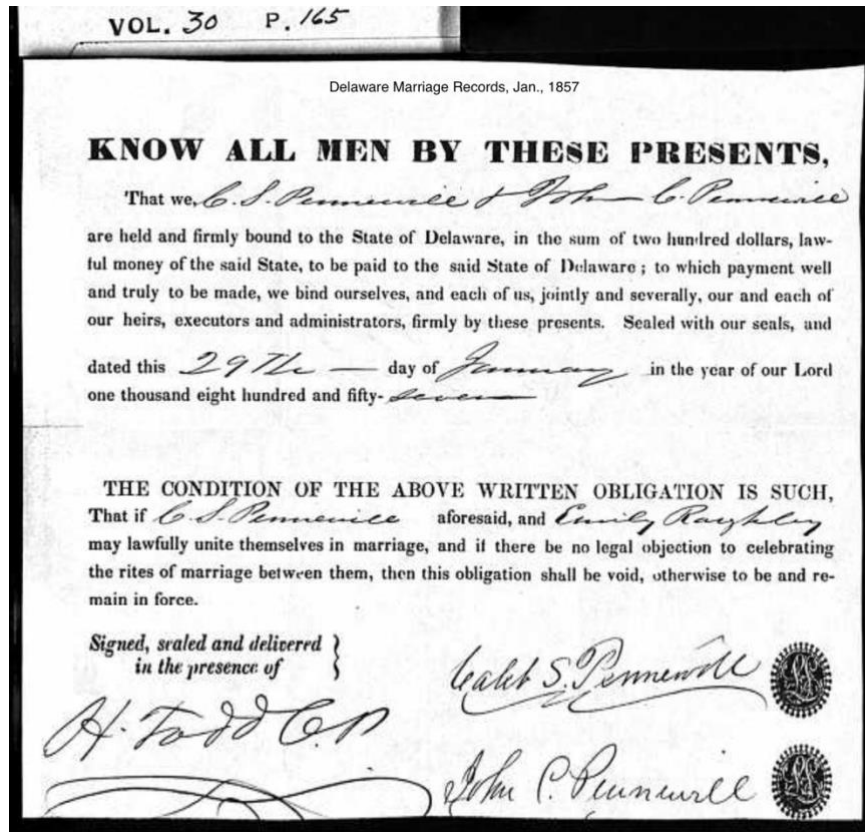 VOL. 30 P. 165
Delaware Marriage Records, Jan., 1857
KNOW ALL MEN BY THESE PRESENTS,
That we, C. S. Pennewill & John C. Pennewill
are held and firmly bound to the State of Delaware, in the sum of two hundred dollars, law-
ful money of the said State, to be paid to the said State of Delaware; to which payment well
and truly to be made, we bind ourselves, and each of us, jointly and severally, our and each of
our heirs, executors and administrators, firmly by these presents. Sealed with our seals, and
dated this 29Th day of January in the year of our Lord
one thousand eight hundred and fifty-seven
THE CONDITION OF THE ABOVE WRITTEN OBLIGATION IS SUCH,
That if C. S. Pennewill aforesaid, and Emily Raughley
may lawfully unite themselves in marriage, and if there be no legal objection to celebrating
the rites of marriage between them, then this obligation shall be void, otherwise to be and re-
main in force.
Signed, sealed and delivered
in the presence of
Caleb S. Pennewill
H. Todd C.P.
John C. Pennewill